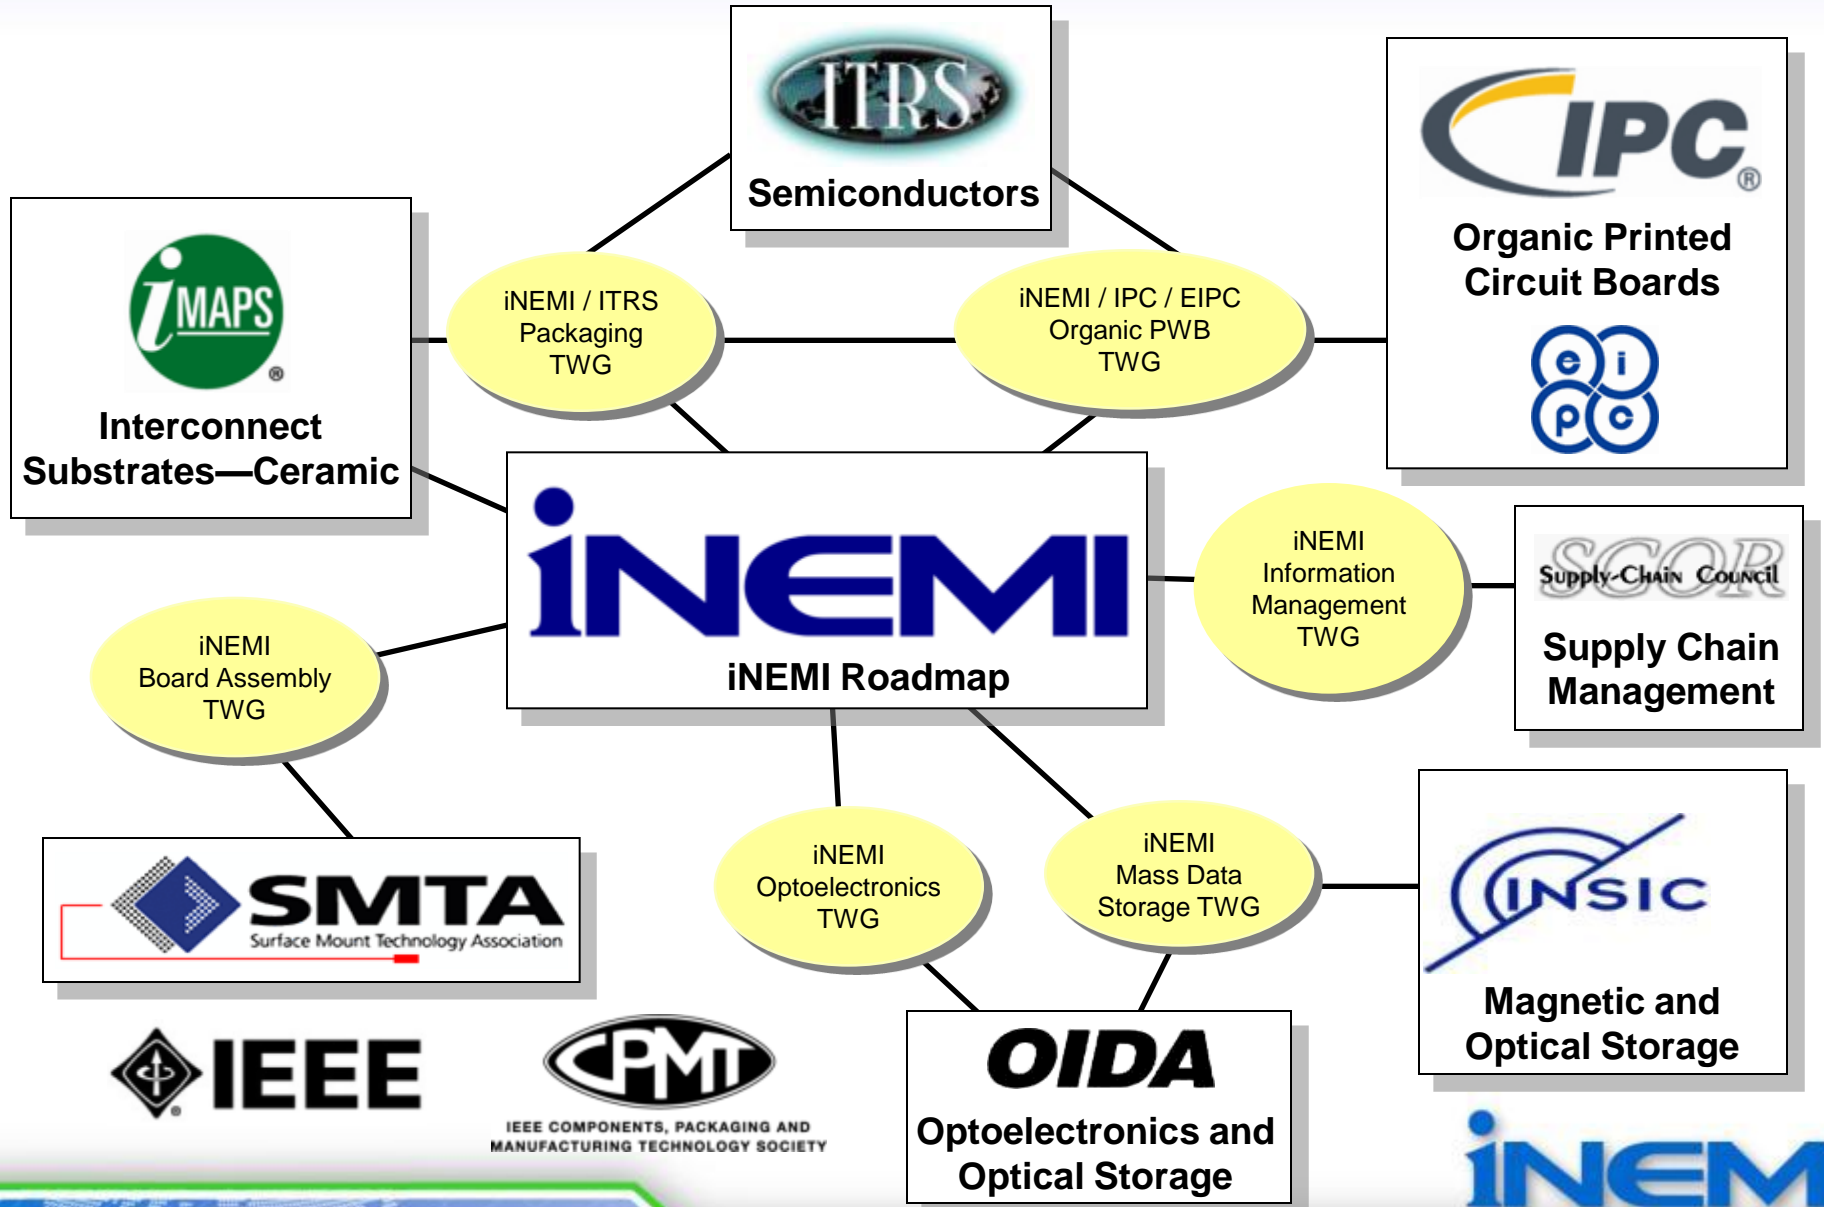 ITRS
Semiconductors
IPC®
Organic Printed
Circuit Boards
e i
p c
iMAPS®
Interconnect
Substrates—Ceramic
iNEMI / ITRS
Packaging
TWG
iNEMI / IPC / EIPC
Organic PWB
TWG
iNEMI
iNEMI Roadmap
iNEMI
Information
Management
TWG
SCOR
Supply-Chain Council
Supply Chain
Management
iNEMI
Board Assembly
TWG
SMTA
Surface Mount Technology Association
iNEMI
Optoelectronics
TWG
iNEMI
Mass Data
Storage TWG
INSIC
Magnetic and
Optical Storage
IEEE®
CPMT
IEEE COMPONENTS, PACKAGING AND
MANUFACTURING TECHNOLOGY SOCIETY
OIDA
Optoelectronics and
Optical Storage
iNEM